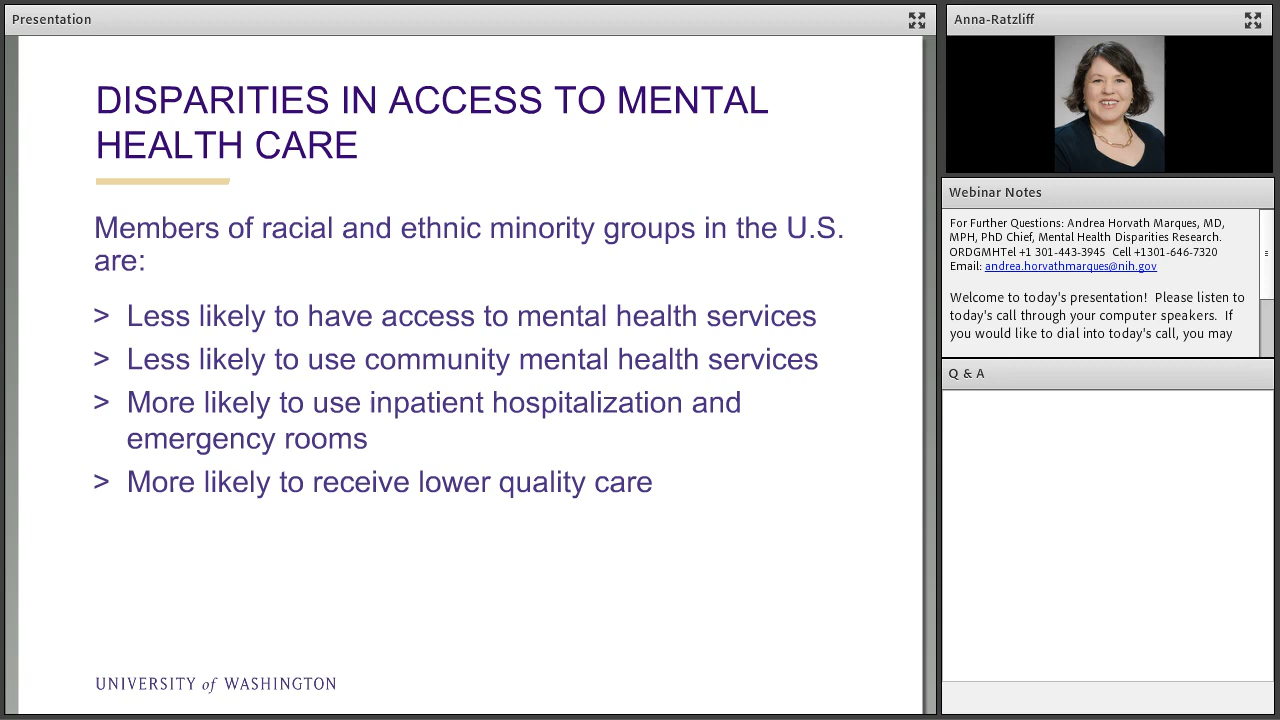 Presentation
DISPARITIES IN ACCESS TO MENTAL
HEALTH CARE
Members of racial and ethnic minority groups in the U.S.
are:
> Less likely to have access to mental health services
> Less likely to use community mental health services
> More likely to use inpatient hospitalization and
emergency rooms
> More likely to receive lower quality care
UNIVERSITY of WASHINGTON
Anna-Ratzliff
Webinar Notes
For Further Questions: Andrea Horvath Marques, MD,
MPH, PhD Chief, Mental Health Disparities Research.
ORDGMHTel +1 301-443-3945 Cell +1301-646-7320
Email: andrea.horvathmarques@nih.gov
Welcome to today's presentation! Please listen to
today's call through your computer speakers. If
you would like to dial into today's call, you may
Q & A